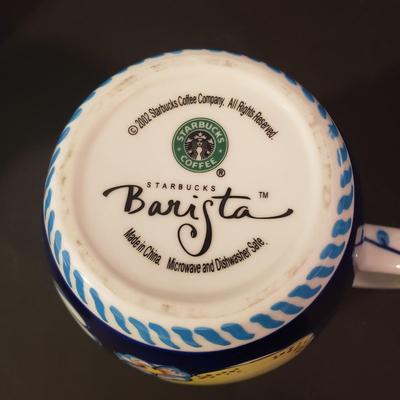 © 2002 Starbucks Coffee Company. All Rights Reserved.
STARBUCKS
COFFEE
®
STARBUCKS
Barista™
Made in China. Microwave and Dishwasher Safe.